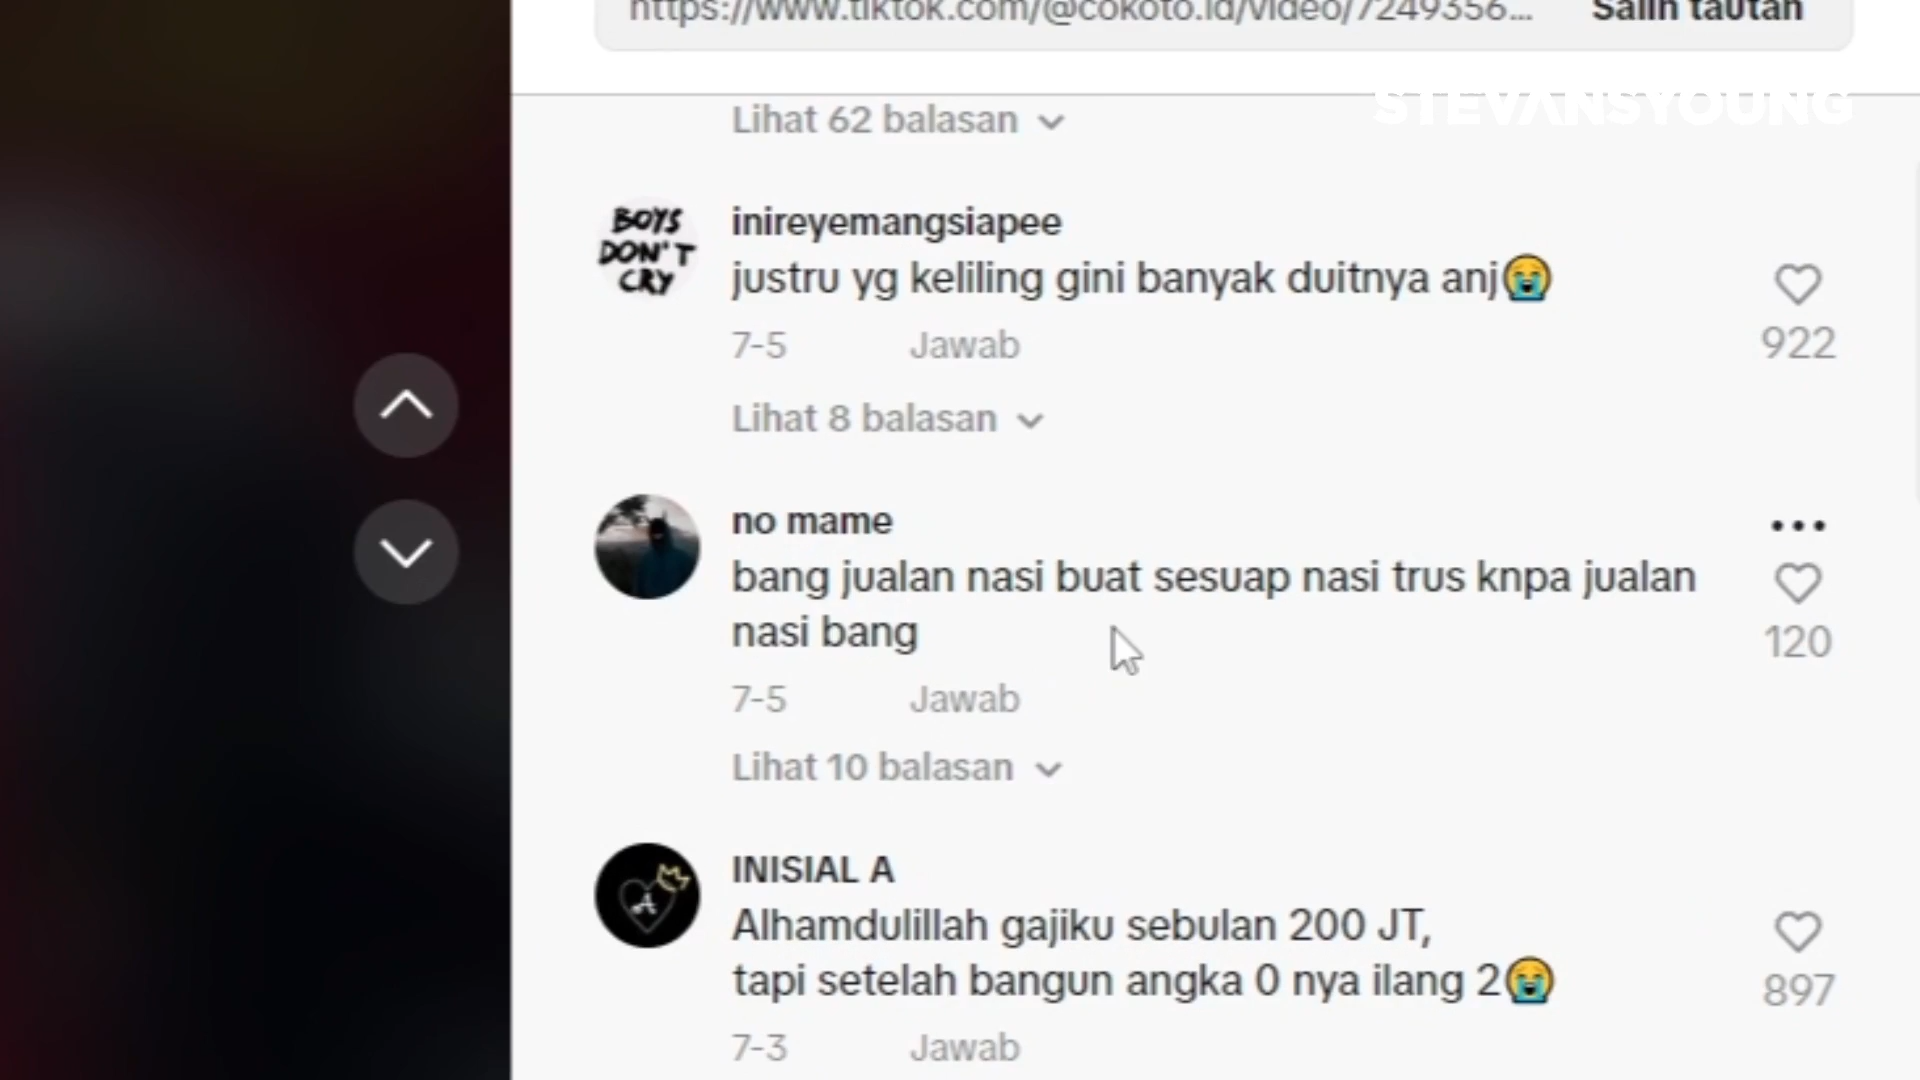 https://www.tiktok.com/@cokoto.id/video/7249356... Salin tautan
STEVANSYOUNG
Lihat 62 balasan
BOYS
DON'T
CRY
inireyemangsiapee
justru yg keliling gini banyak duitnya anj😭
922
7-5 Jawab
Lihat 8 balasan
no mame
bang jualan nasi buat sesuap nasi trus knpa jualan
nasi bang
120
7-5 Jawab
Lihat 10 balasan
A
INISIAL A
Alhamdulillah gajiku sebulan 200 JT,
tapi setelah bangun angka 0 nya ilang 2😭
897
7-3 Jawab